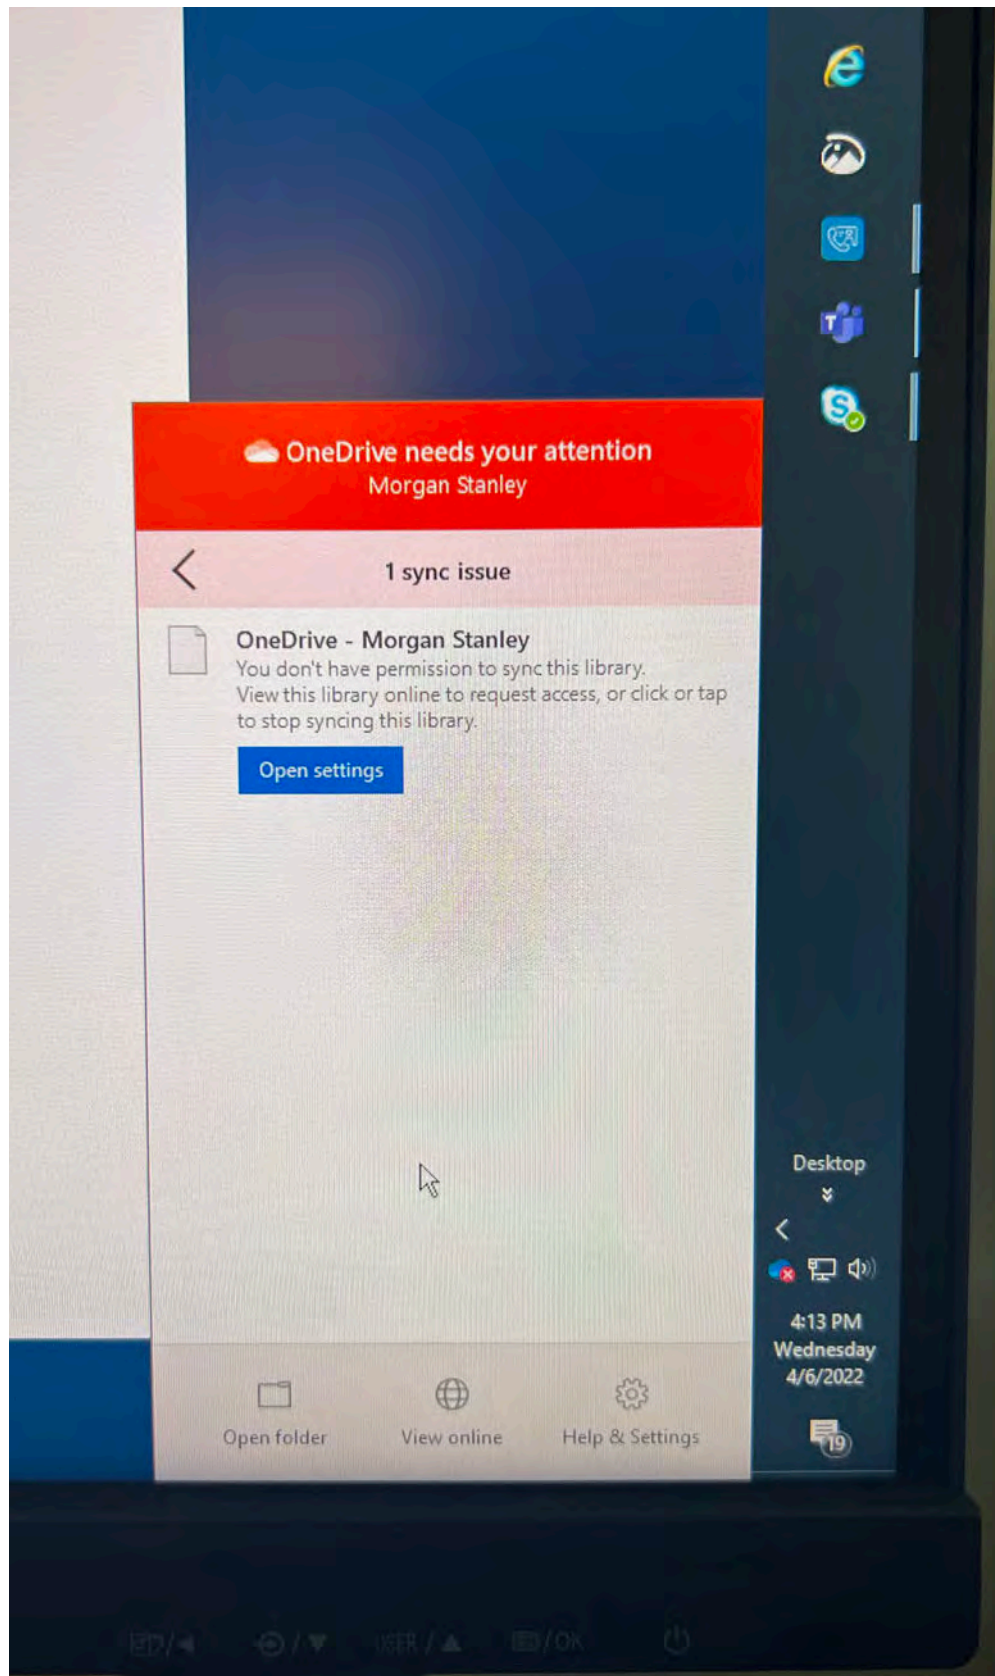 OneDrive needs your attention
Morgan Stanley
1 sync issue
OneDrive - Morgan Stanley
You don't have permission to sync this library.
View this library online to request access, or click or tap
to stop syncing this library.
Open settings
Open folder
View online
Help & Settings
Desktop
4:13 PM
Wednesday
4/6/2022
19
T
S
USER /
/OK